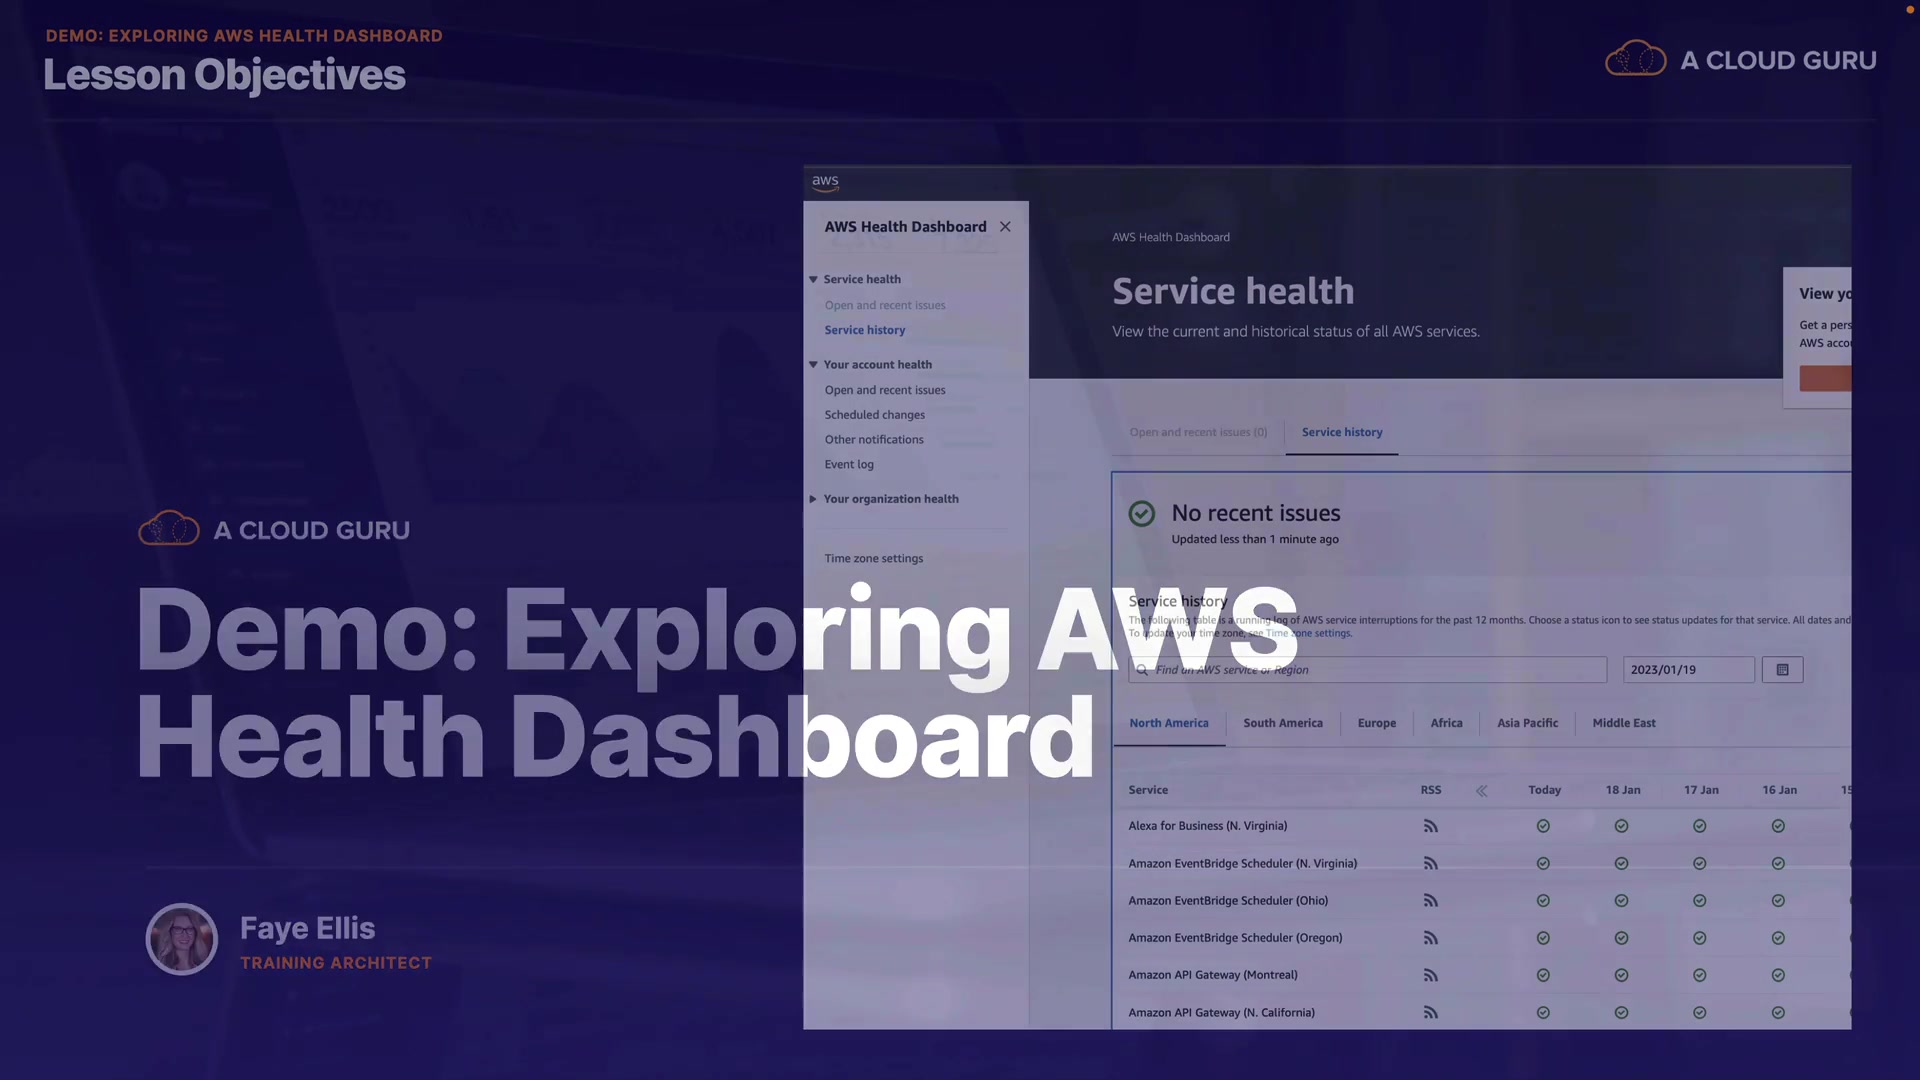 DEMO: EXPLORING AWS HEALTH DASHBOARD
Lesson Objectives
A CLOUD GURU
aws
AWS Health Dashboard
Service health
Open and recent issues
Service history
Your account health
Open and recent issues
Scheduled changes
Other notifications
Event log
Your organization health
Time zone settings
AWS Health Dashboard
Service health
View the current and historical status of all AWS services.
View yo
Get a pers
AWS acco
Open and recent issues (0)
Service history
No recent issues
Updated less than 1 minute ago
Service history
The following table is a running log of AWS service interruptions for the past 12 months. Choose a status icon to see status updates for that service. All dates and
To update your time zone, see Time zone settings.
Find an AWS service or Region
2023/01/19
North America South America Europe Africa Asia Pacific Middle East
Service RSS Today 18 Jan 17 Jan 16 Jan 15
Alexa for Business (N. Virginia)
Amazon EventBridge Scheduler (N. Virginia)
Amazon EventBridge Scheduler (Ohio)
Amazon EventBridge Scheduler (Oregon)
Amazon API Gateway (Montreal)
Amazon API Gateway (N. California)
A CLOUD GURU
Demo: Exploring AWS
Health Dashboard
Faye Ellis
TRAINING ARCHITECT